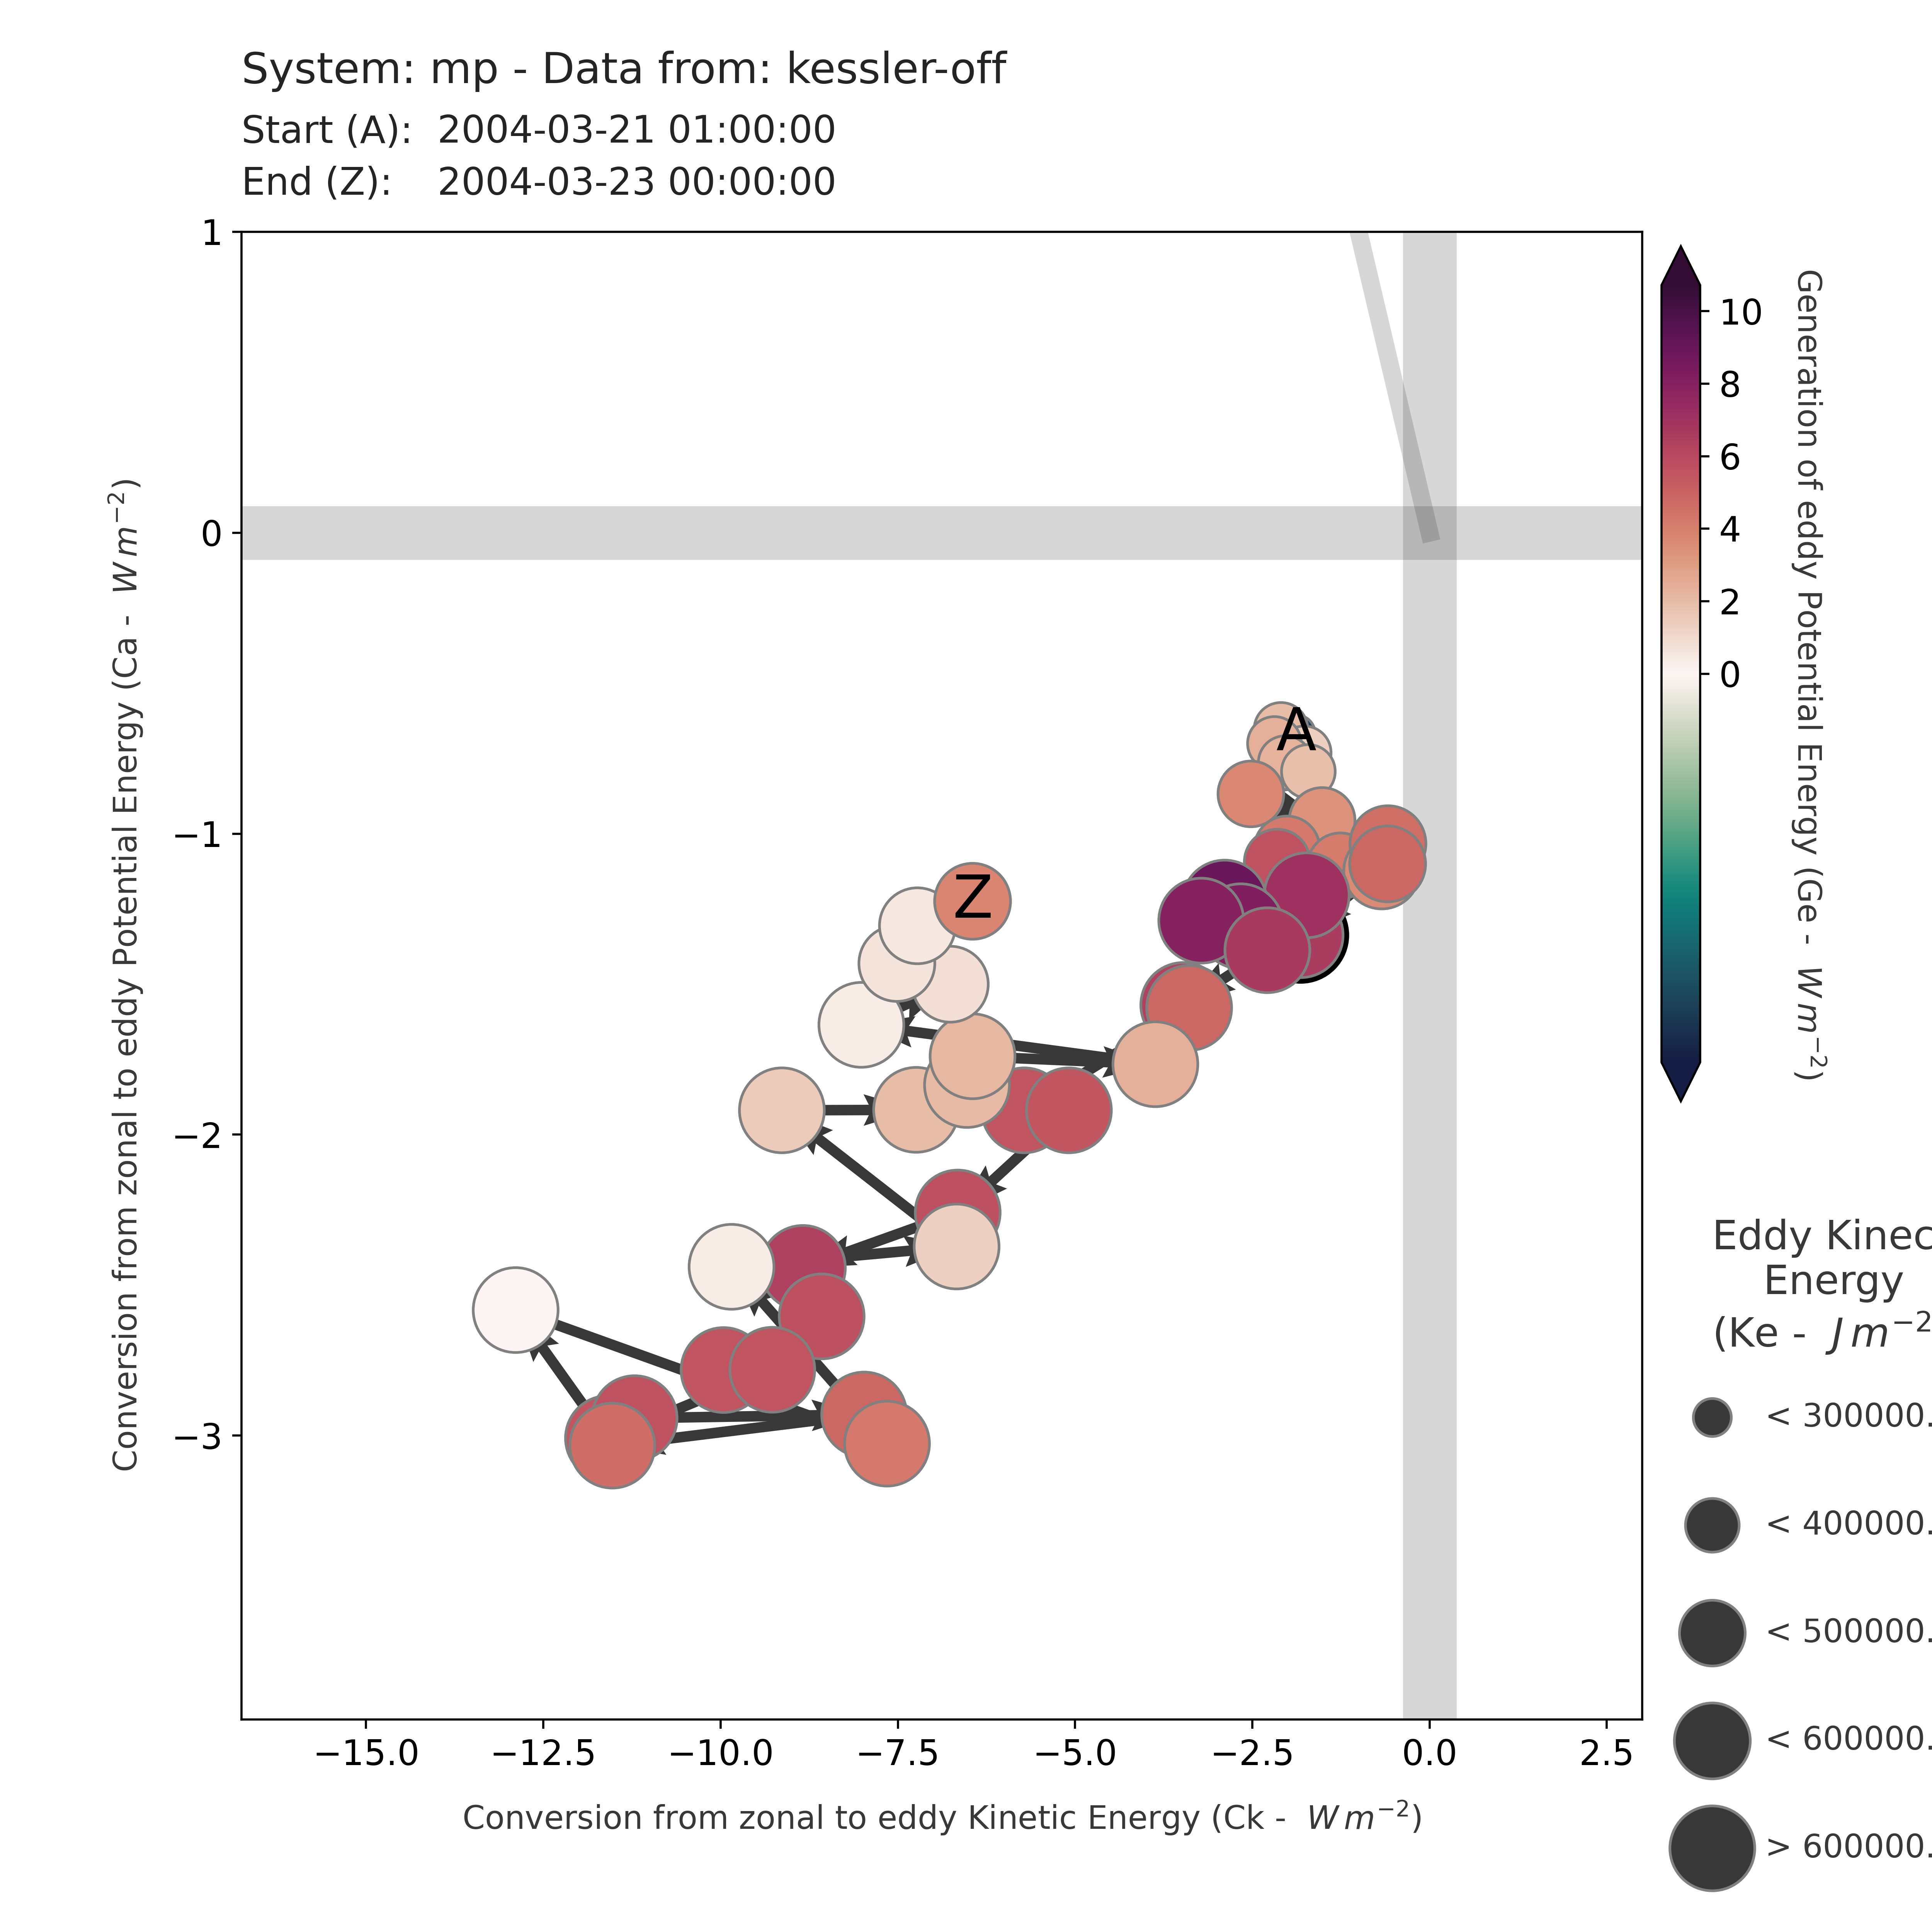 System: mp - Data from: kessler-off
Start (A): 2004-03-21 01:00:00
End (Z): 2004-03-23 00:00:00
1
0
−1
−2
−3
Conversion from zonal to eddy Potential Energy (Ca - W m⁻²)
A
Z
−15.0 −12.5 −10.0 −7.5 −5.0 −2.5 0.0 2.5
Conversion from zonal to eddy Kinetic Energy (Ck - W m⁻²)
10
8
6
4
2
0
Generation of eddy Potential Energy (Ge - W m⁻²)
Eddy Kinec
Energy
(Ke - J m⁻²
< 300000.
< 400000.
< 500000.
< 600000.
> 600000.